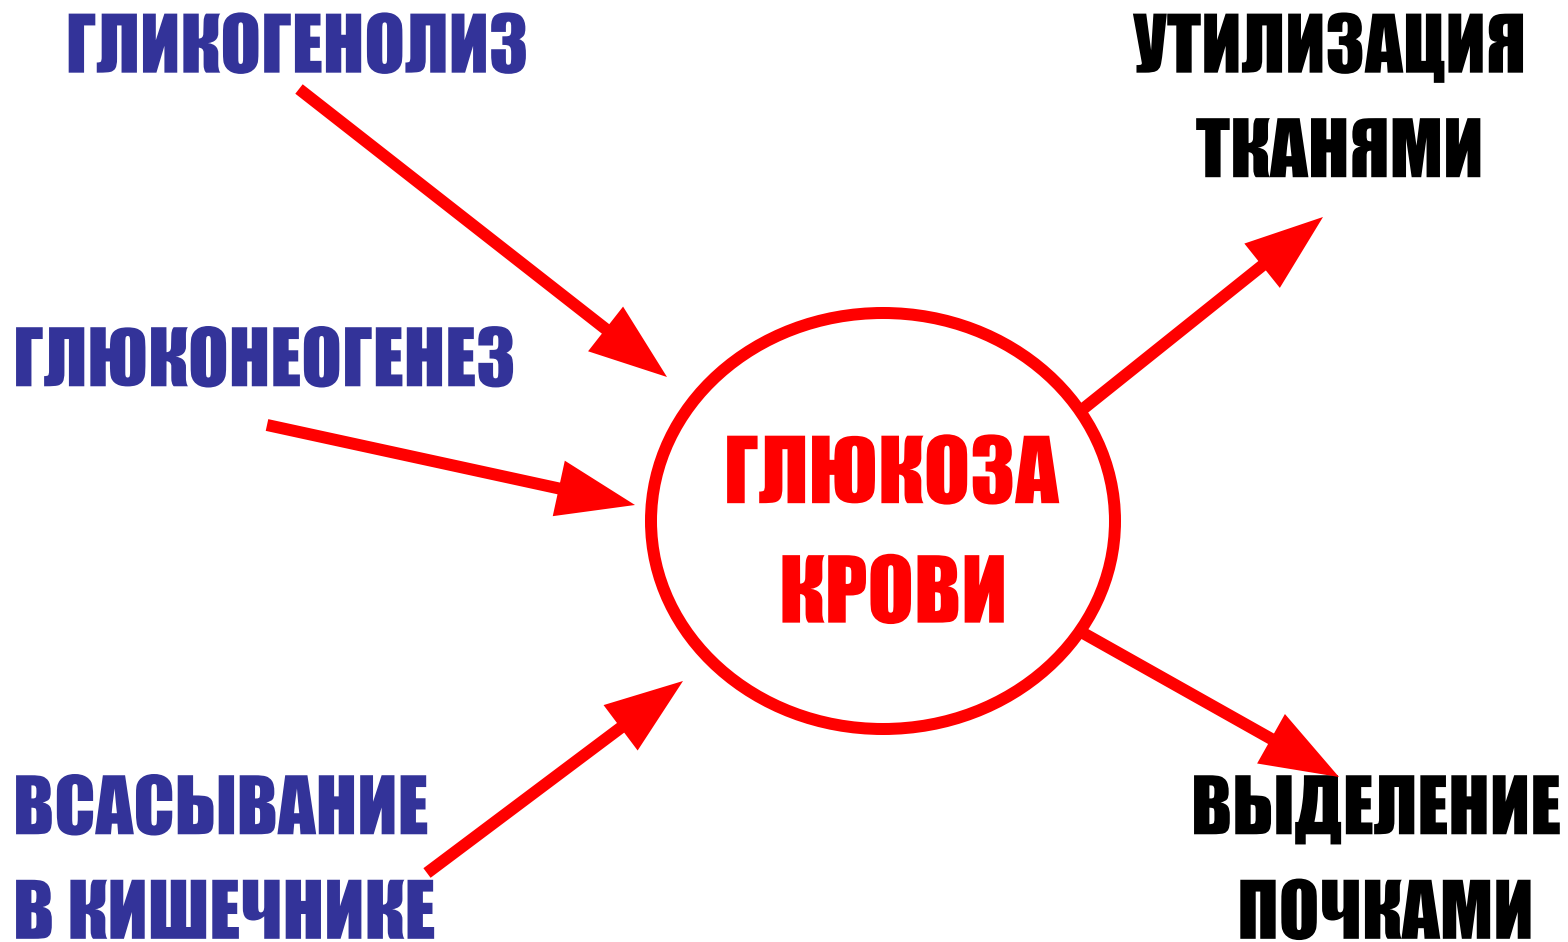 ГЛИКОГЕНОЛИЗ
УТИЛИЗАЦИЯ
ТКАНЯМИ
ГЛЮКОНЕОГЕНЕЗ
ГЛЮКОЗА
КРОВИ
ВСАСЫВАНИЕ
В КИШЕЧНИКЕ
ВЫДЕЛЕНИЕ
ПОЧКАМИ